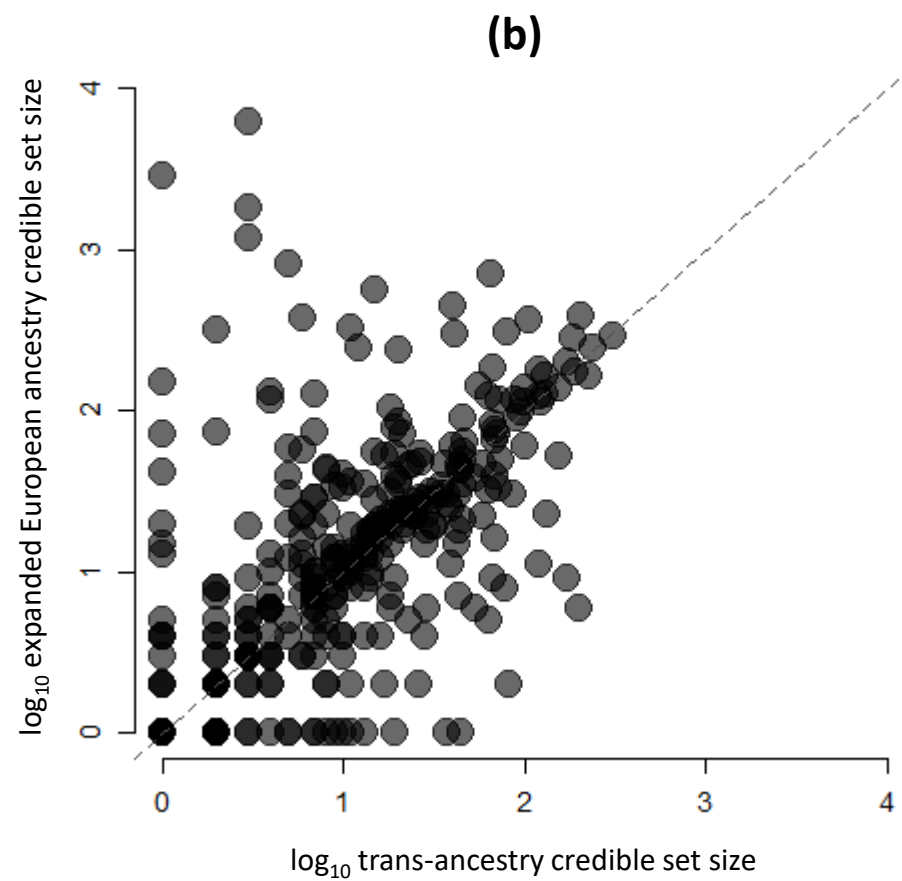 (b)
log10 expanded European ancestry credible set size
4
3
2
1
0
0 1 2 3 4
log10 trans-ancestry credible set size